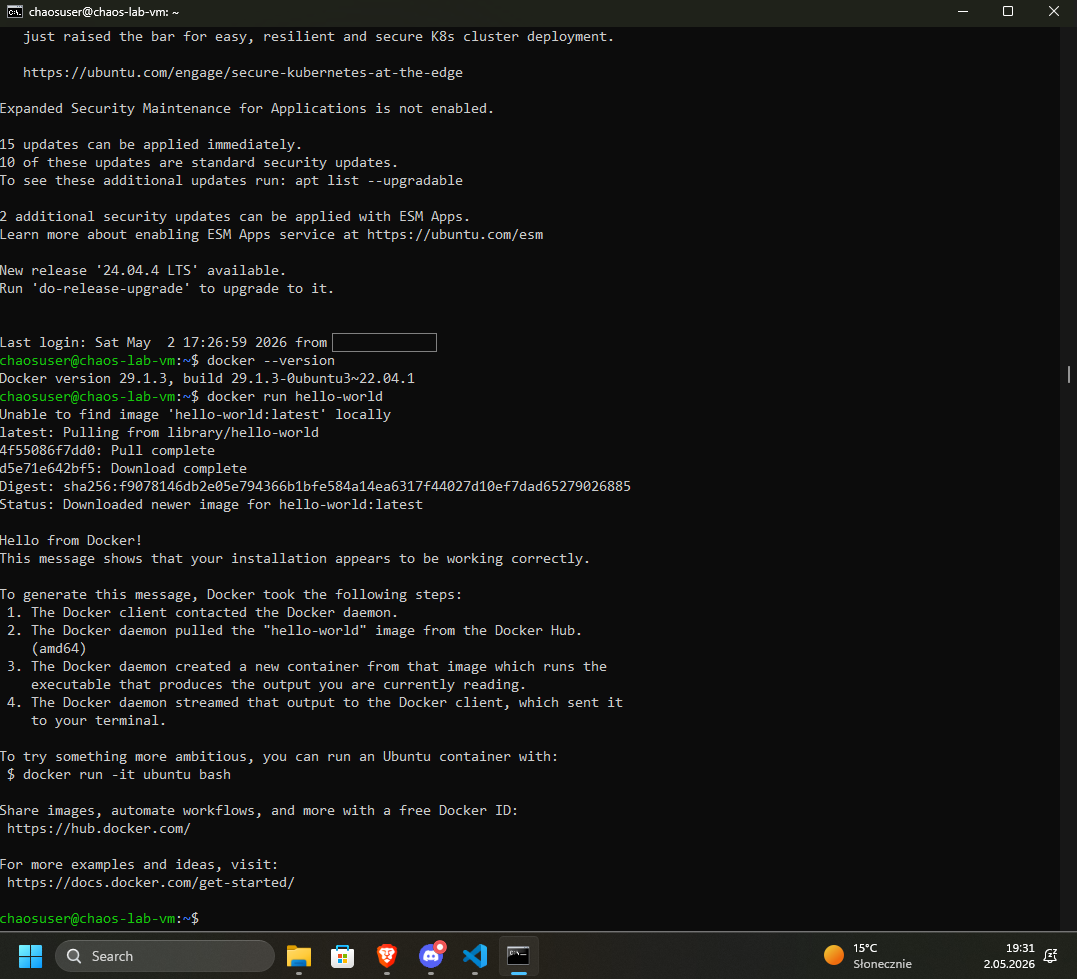 chaosuser@chaos-lab-vm: ~
just raised the bar for easy, resilient and secure K8s cluster deployment.
https://ubuntu.com/engage/secure-kubernetes-at-the-edge
Expanded Security Maintenance for Applications is not enabled.
15 updates can be applied immediately.
10 of these updates are standard security updates.
To see these additional updates run: apt list --upgradable
2 additional security updates can be applied with ESM Apps.
Learn more about enabling ESM Apps service at https://ubuntu.com/esm
New release '24.04.4 LTS' available.
Run 'do-release-upgrade' to upgrade to it.
Last login: Sat May  2 17:26:59 2026 from
chaosuser@chaos-lab-vm:~$ docker --version
Docker version 29.1.3, build 29.1.3-0ubuntu3~22.04.1
chaosuser@chaos-lab-vm:~$ docker run hello-world
Unable to find image 'hello-world:latest' locally
latest: Pulling from library/hello-world
4f55086f7dd0: Pull complete
d5e71e642bf5: Download complete
Digest: sha256:f9078146db2e05e794366b1bfe584a14ea6317f44027d10ef7dad65279026885
Status: Downloaded newer image for hello-world:latest
Hello from Docker!
This message shows that your installation appears to be working correctly.
To generate this message, Docker took the following steps:
1. The Docker client contacted the Docker daemon.
2. The Docker daemon pulled the "hello-world" image from the Docker Hub.
(amd64)
3. The Docker daemon created a new container from that image which runs the
executable that produces the output you are currently reading.
4. The Docker daemon streamed that output to the Docker client, which sent it
to your terminal.
To try something more ambitious, you can run an Ubuntu container with:
$ docker run -it ubuntu bash
Share images, automate workflows, and more with a free Docker ID:
https://hub.docker.com/
For more examples and ideas, visit:
https://docs.docker.com/get-started/
chaosuser@chaos-lab-vm:~$
Search
15°C
Słonecznie
19:31
2.05.2026